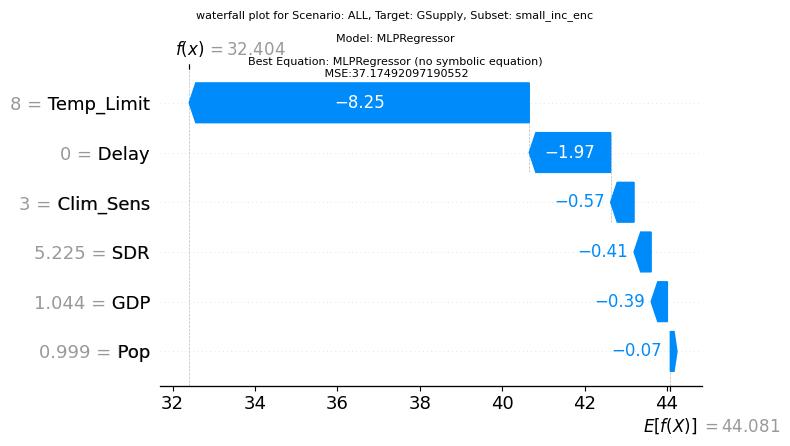 waterfall plot for Scenario: ALL, Target: GSupply, Subset: small_inc_enc
Model: MLPRegressor
f(x) = 32.404
Best Equation: MLPRegressor (no symbolic equation)
MSE:37.17492097190552
8 = Temp_Limit −8.25
0 = Delay −1.97
3 = Clim_Sens −0.57
5.225 = SDR −0.41
1.044 = GDP −0.39
0.999 = Pop −0.07
32 34 36 38 40 42 44
E[f(X)] = 44.081